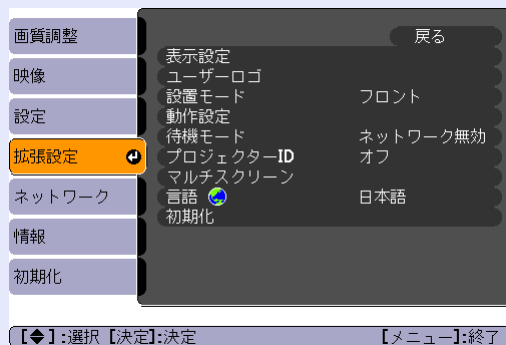 画質調整
映像
設定
拡張設定
ネットワーク
情報
初期化
戻る
表示設定
ユーザーロゴ
設置モード フロント
動作設定
待機モード ネットワーク無効
プロジェクターID オフ
マルチスクリーン
言語 日本語
初期化
[◆]:選択 [決定]:決定 [メニュー]:終了